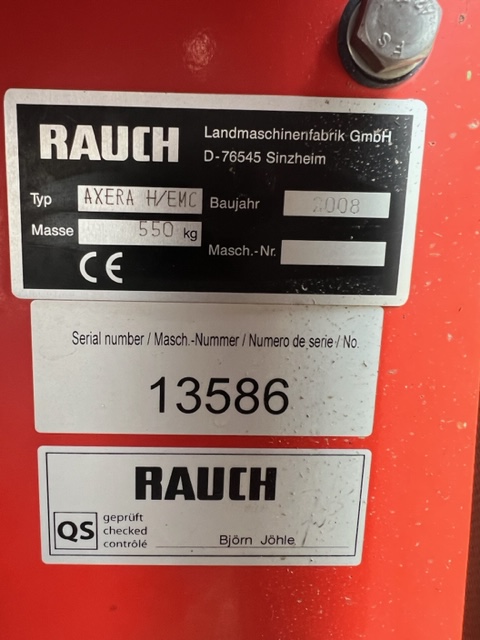 RAUCH Landmaschinenfabrik GmbH
D-76545 Sinzheim
Typ AXERA H/EMC Baujahr 2008
Masse 550 kg Masch.-Nr.
CE
Serial number / Masch.-Nummer / Numero de serie / No.
13586
RAUCH
QS geprüft
checked
contrôlé
Björn Jöhle